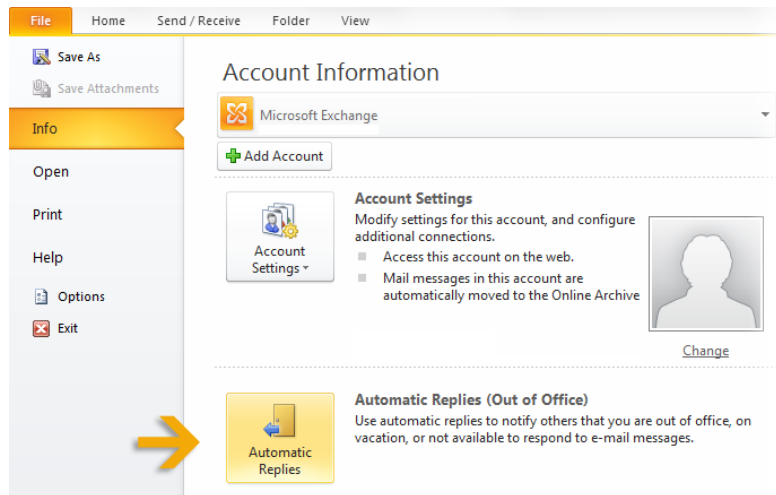 File Home Send / Receive Folder View
Save As
Save Attachments
Info
Open
Print
Help
Options
Exit
Account Information
Microsoft Exchange
Add Account
Account
Settings
Account Settings
Modify settings for this account, and configure
additional connections.
Access this account on the web.
Mail messages in this account are
automatically moved to the Online Archive
Change
Automatic
Replies
Automatic Replies (Out of Office)
Use automatic replies to notify others that you are out of office, on
vacation, or not available to respond to e-mail messages.